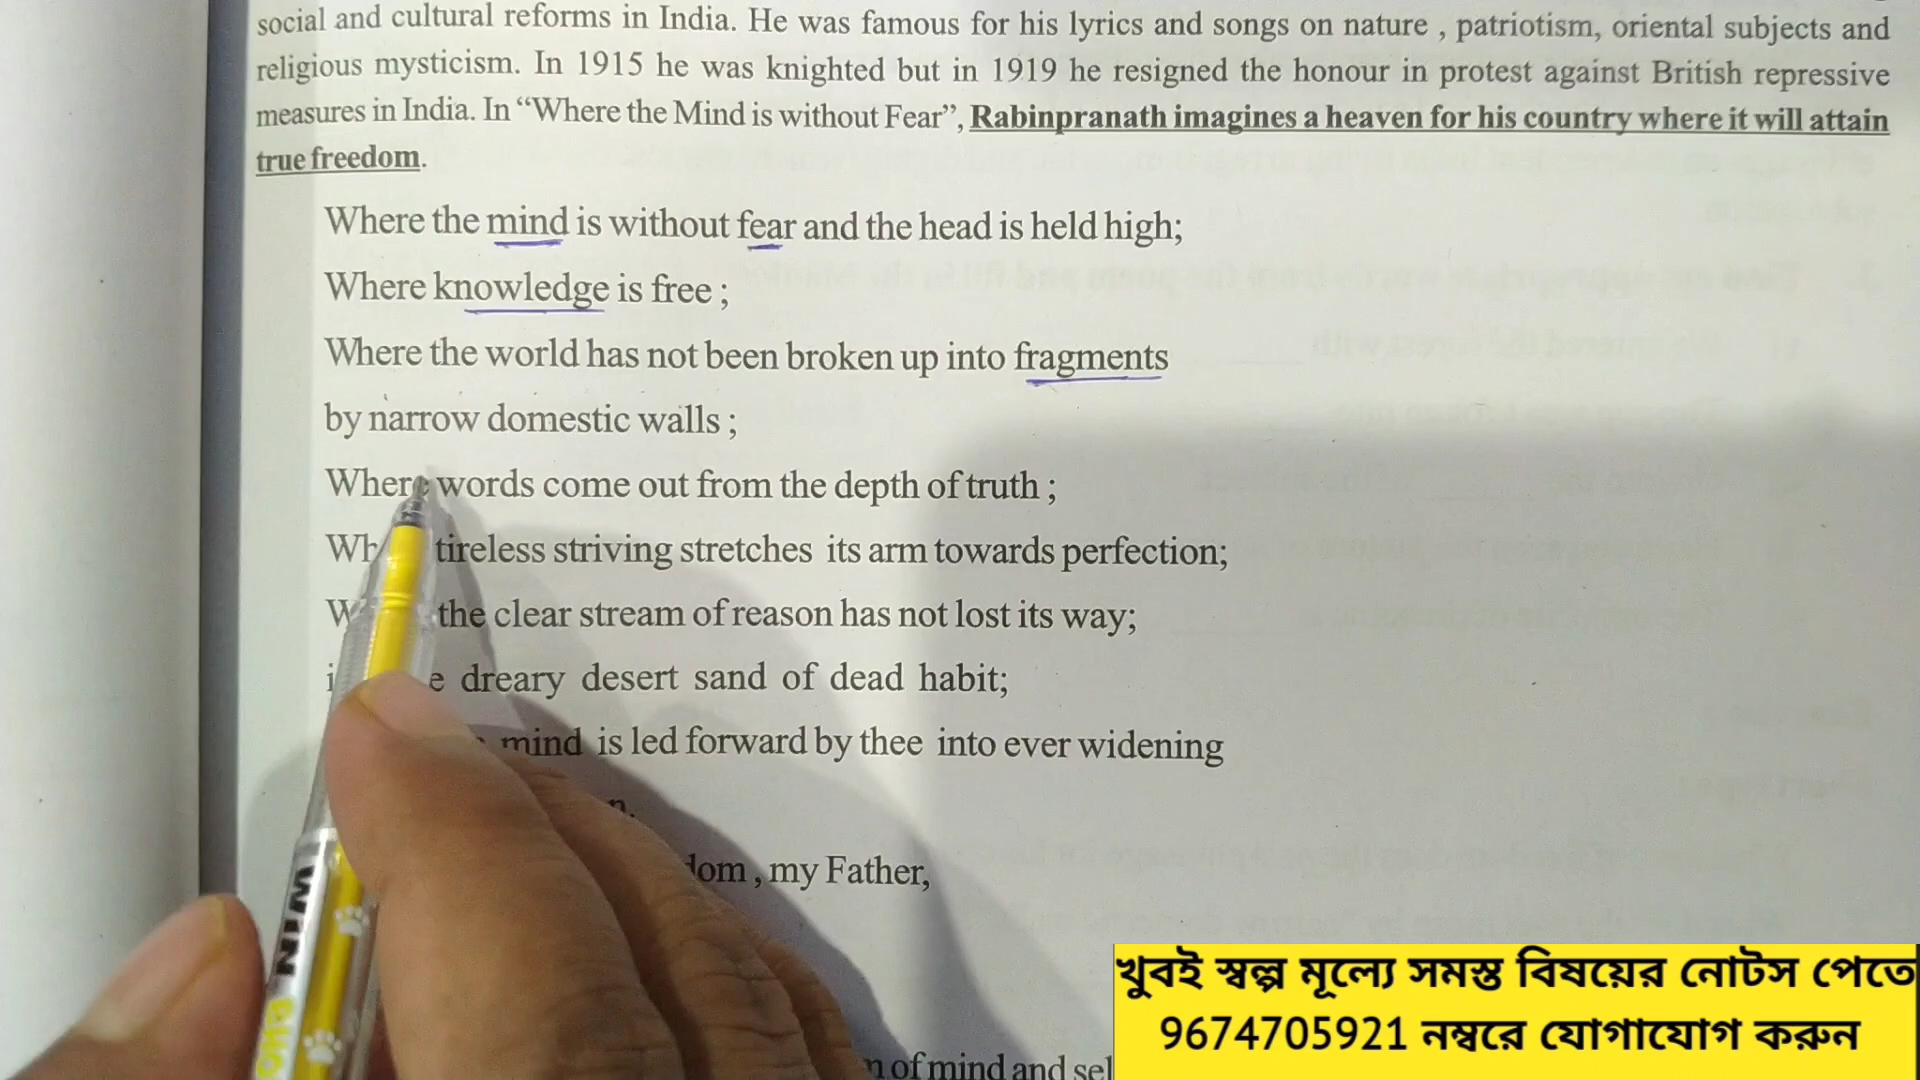 social and cultural reforms in India. He was famous for his lyrics and songs on nature , patriotism, oriental subjects and
religious mysticism. In 1915 he was knighted but in 1919 he resigned the honour in protest against British repressive
measures in India. In “Where the Mind is without Fear”, Rabinpranath imagines a heaven for his country where it will attain
true freedom.
Where the mind is without fear and the head is held high;
Where knowledge is free ;
Where the world has not been broken up into fragments
by narrow domestic walls ;
Where words come out from the depth of truth ;
tireless striving stretches its arm towards perfection;
the clear stream of reason has not lost its way;
dreary desert sand of dead habit;
mind is led forward by thee into ever widening
my Father,
of mind and
WIN
খুবই স্বল্প মূল্যে সমস্ত বিষয়ের নোটস পেতে
9674705921 নম্বরে যোগাযোগ করুন